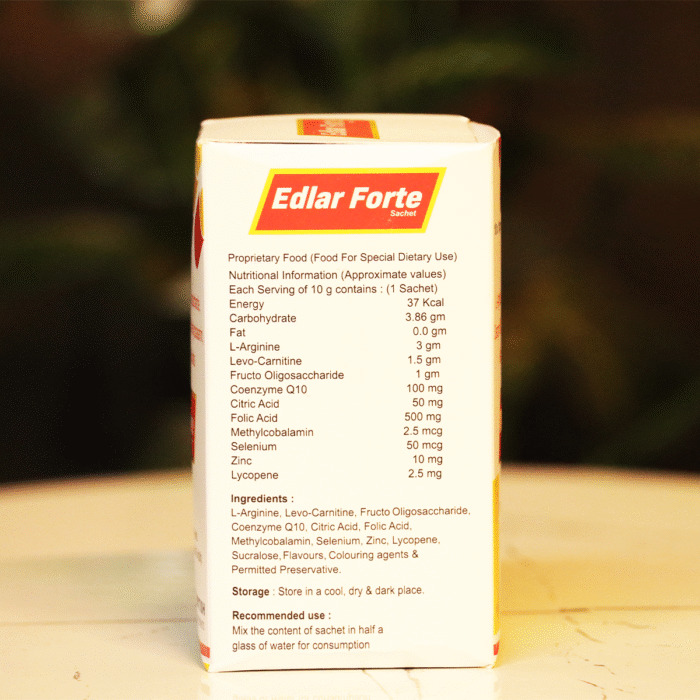 Edlar Forte
Sachet
Proprietary Food (Food For Special Dietary Use)
Nutritional Information (Approximate values)
Each Serving of 10 g contains : (1 Sachet)
Energy 37 Kcal
Carbohydrate 3.86 gm
Fat 0.0 gm
L-Arginine 3 gm
Levo-Carnitine 1.5 gm
Fructo Oligosaccharide 1 gm
Coenzyme Q10 100 mg
Citric Acid 50 mg
Folic Acid 500 mg
Methylcobalamin 2.5 mcg
Selenium 50 mcg
Zinc 10 mg
Lycopene 2.5 mg
Ingredients :
L-Arginine, Levo-Carnitine, Fructo Oligosaccharide,
Coenzyme Q10, Citric Acid, Folic Acid,
Methylcobalamin, Selenium, Zinc, Lycopene.
Sucralose, Flavours, Colouring agents &
Permitted Preservative.
Storage : Store in a cool, dry & dark place.
Recommended use :
Mix the content of sachet in half a
glass of water for consumption